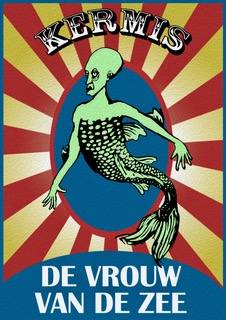 KERMIS
DE VROUW
VAN DE ZEE